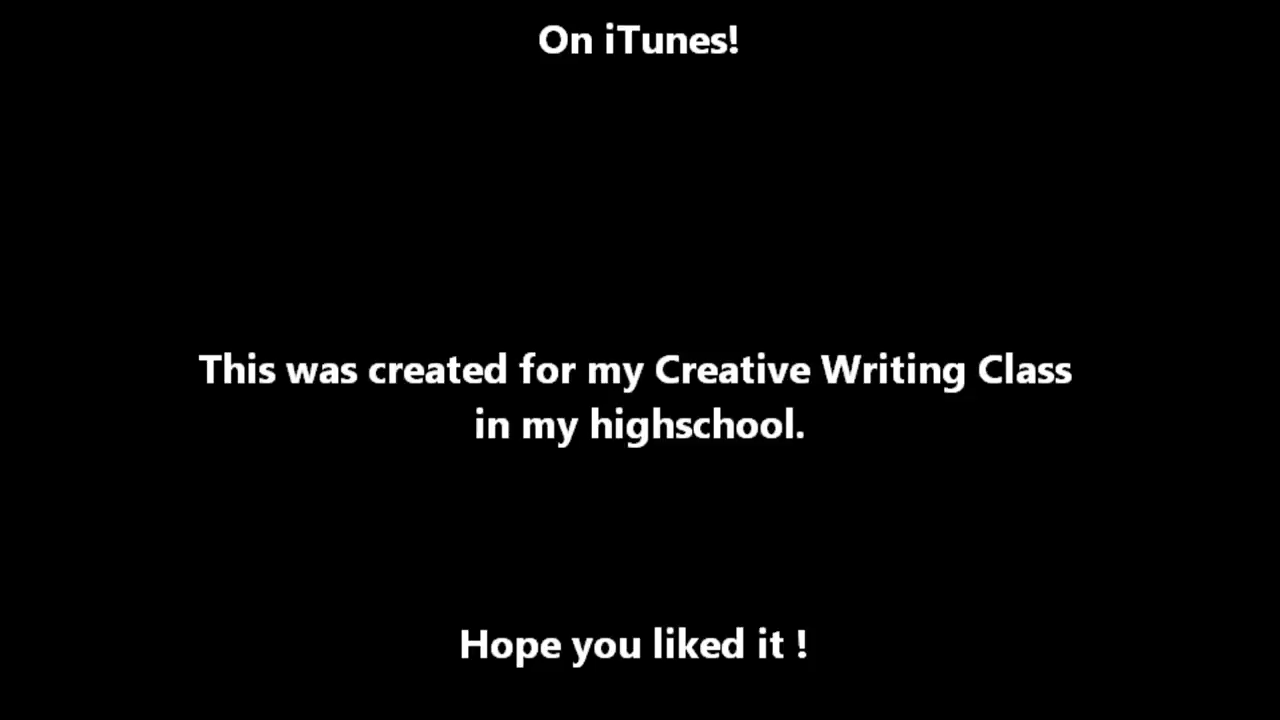 On iTunes!
This was created for my Creative Writing Class
in my highschool.
Hope you liked it !